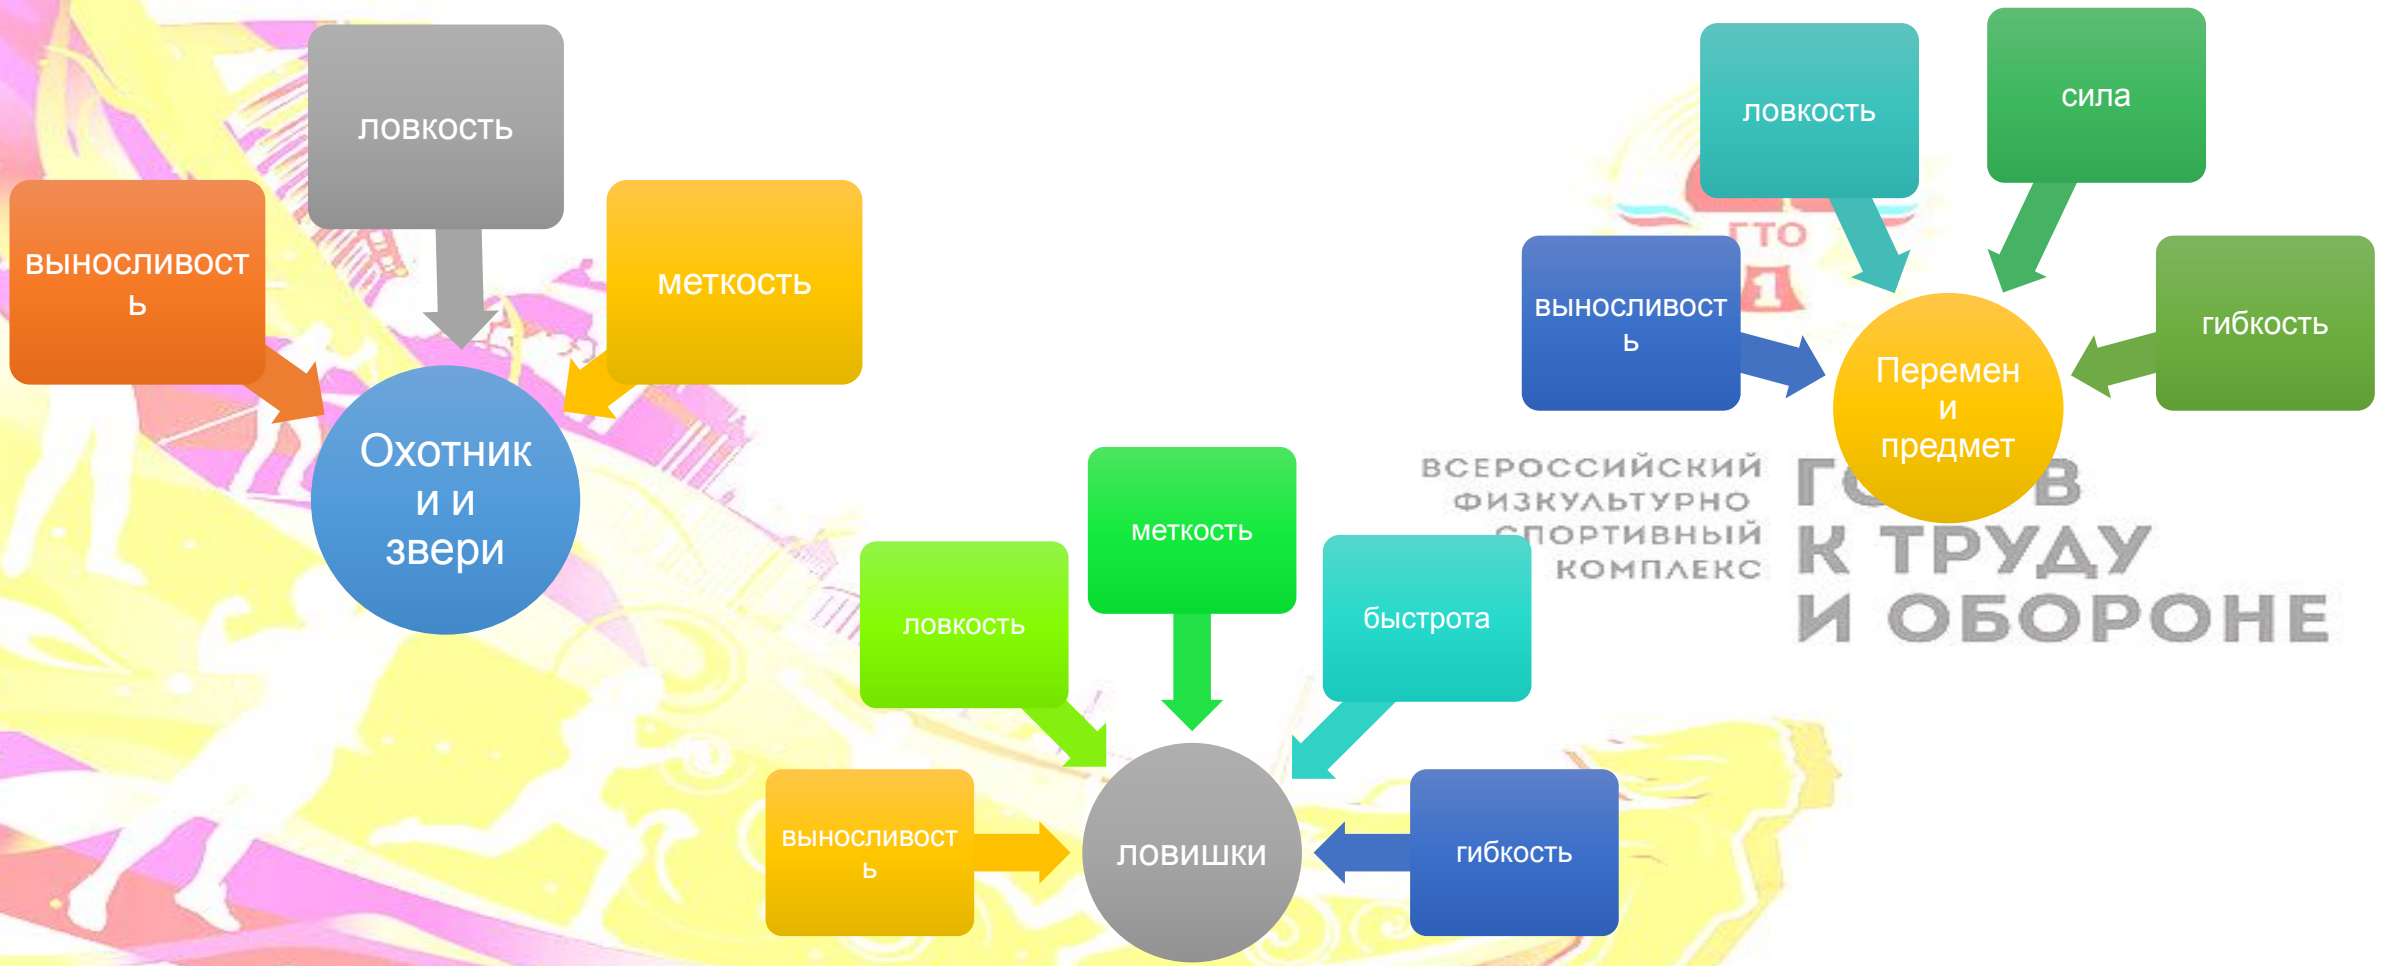 ловкость
выносливост
ь
меткость
Охотник
и и
звери
ловкость
сила
выносливост
ь
гибкость
Перемен
и
предмет
ГТО
1
ВСЕРОССИЙСКИЙ
ФИЗКУЛЬТУРНО
СПОРТИВНЫЙ
КОМПЛЕКС
К ТРУДУ
И ОБОРОНЕ
меткость
ловкость
быстрота
выносливост
ь
ловишки
гибкость